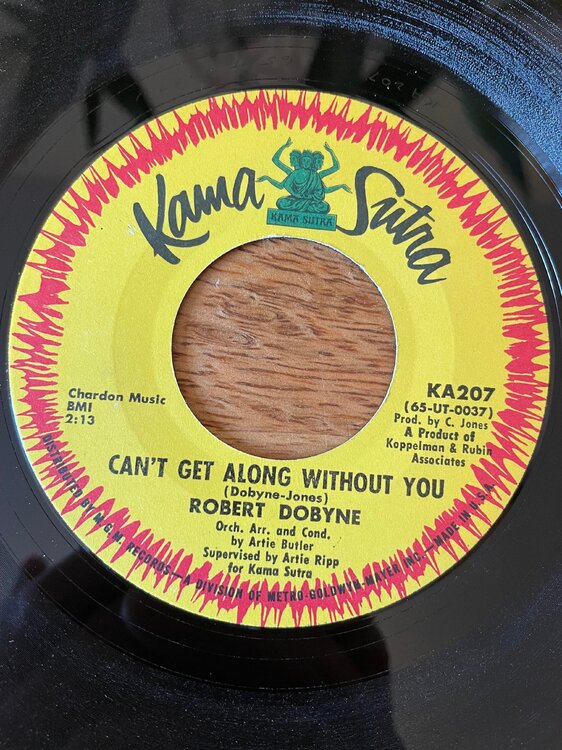 Kama Sutra
KAMA SUTRA
KA207
(65-UT-0037)
Prod. by C. Jones
A Product of
Koppelman & Rubin
Associates
Chardon Music
BMI
2:13
CAN'T GET ALONG WITHOUT YOU
(Dobyne-Jones)
ROBERT DOBYNE
Orch. Arr. and Cond.
by Artie Butler
Supervised by Artie Ripp
for Kama Sutra
DISTRIBUTED BY M.G.M. RECORDS—A DIVISION OF METRO-GOLDWYN-MAYER INC.—MADE IN U.S.A.
KA 207